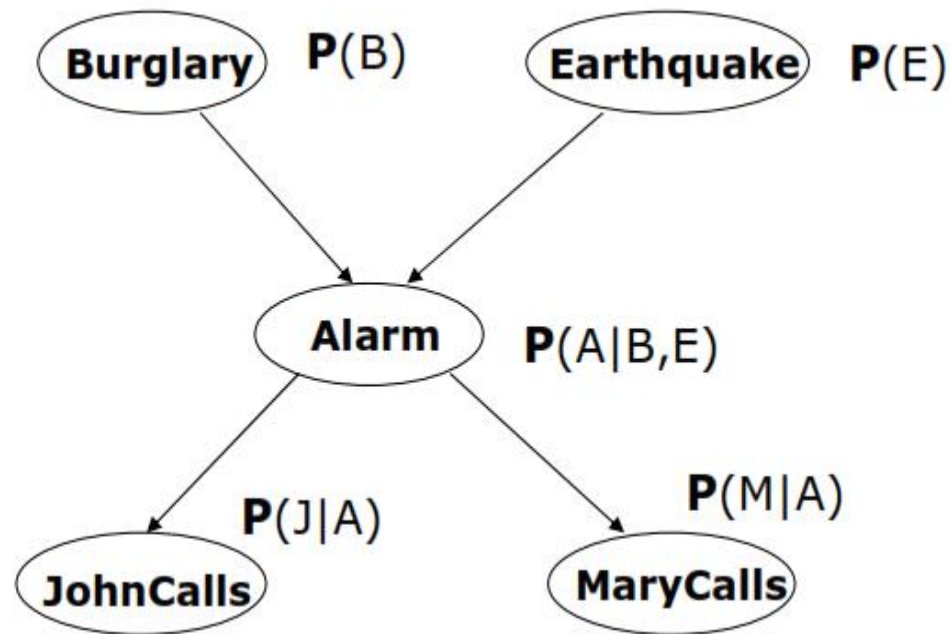 Burglary P(B) Earthquake P(E)
Alarm P(A|B,E)
P(J|A) P(M|A)
JohnCalls MaryCalls